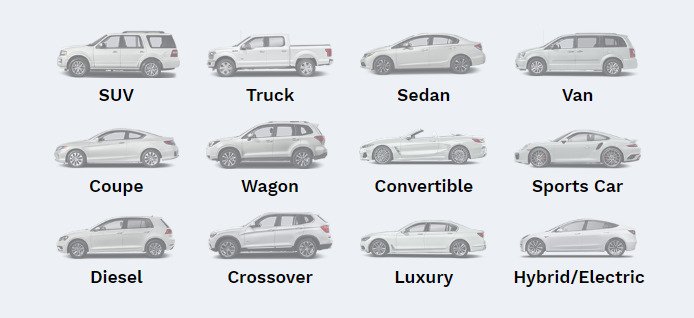 SUV
Truck
Sedan
Van
Coupe
Wagon
Convertible
Sports Car
Diesel
Crossover
Luxury
Hybrid/Electric